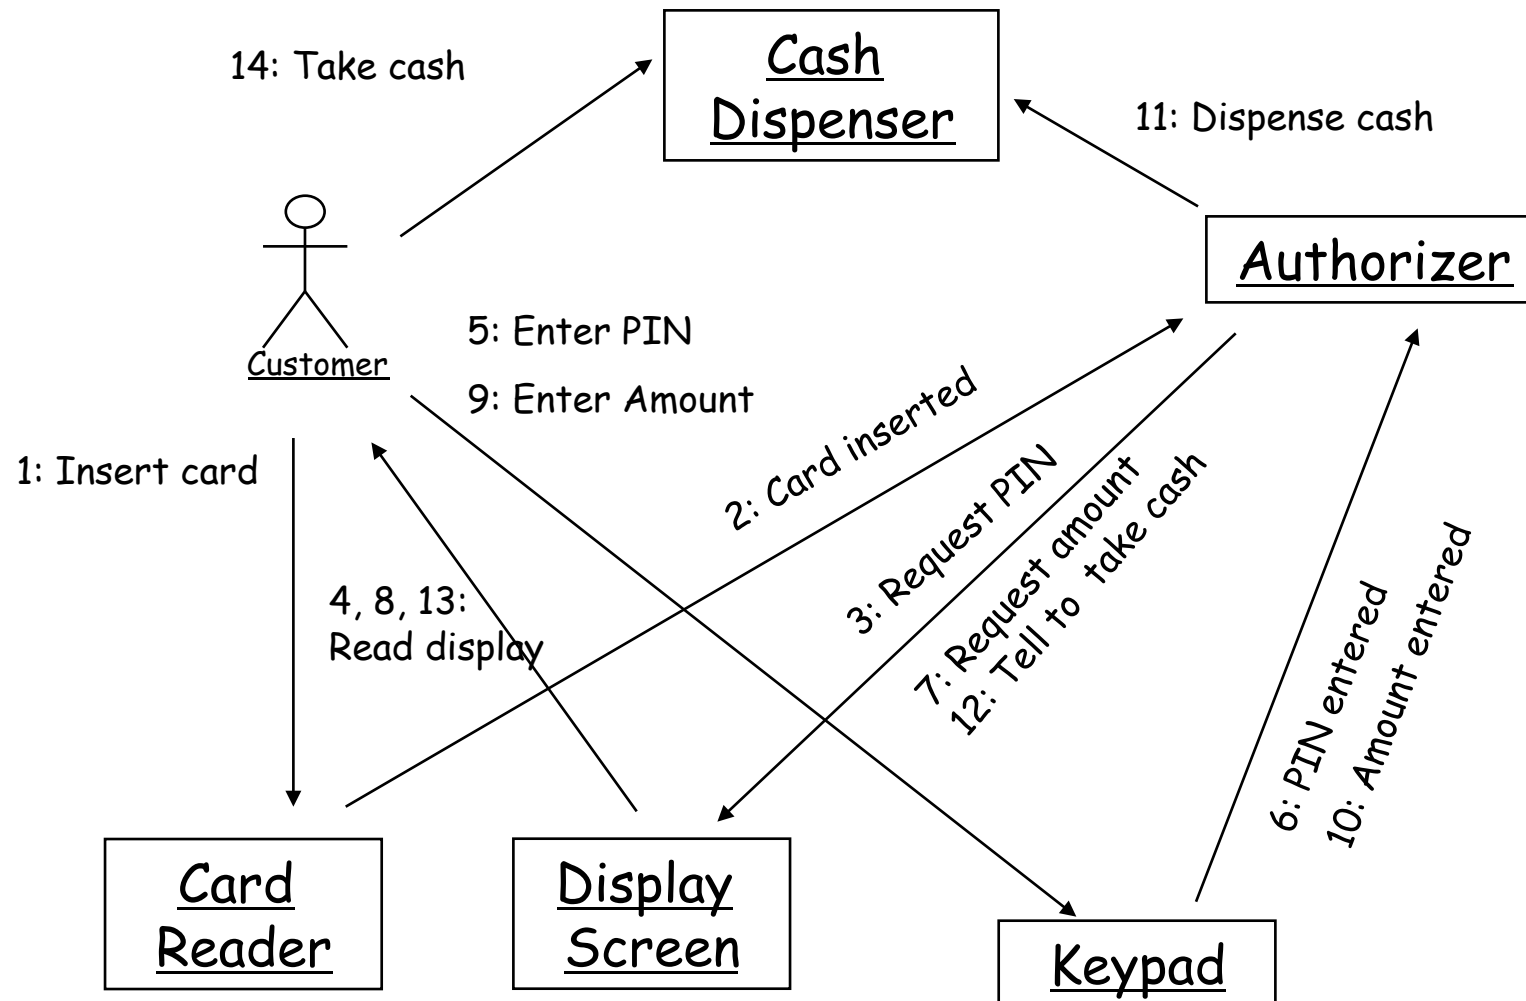 14: Take cash
Cash
Dispenser
11: Dispense cash
Authorizer
Customer
5: Enter PIN
9: Enter Amount
1: Insert card
2: Card inserted
3: Request PIN
7: Request amount
12: Tell to take cash
4, 8, 13:
Read display
6: PIN entered
10: Amount entered
Card
Reader
Display
Screen
Keypad